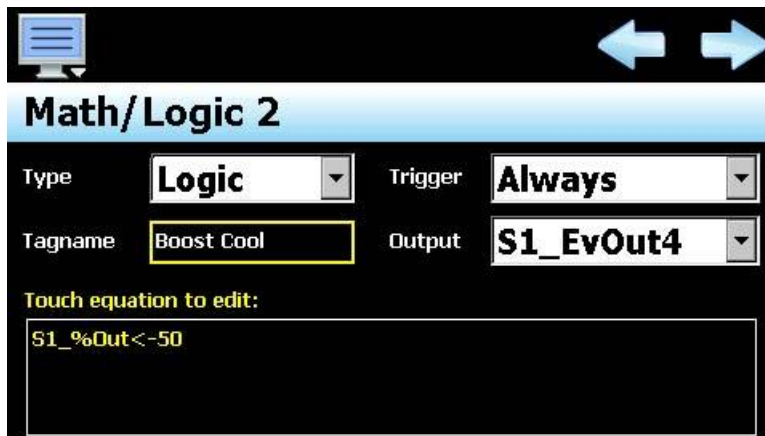 Math/Logic 2
Type Logic Trigger Always
Tagname Boost Cool Output S1_EvOut4
Touch equation to edit:
S1_%Out<-50